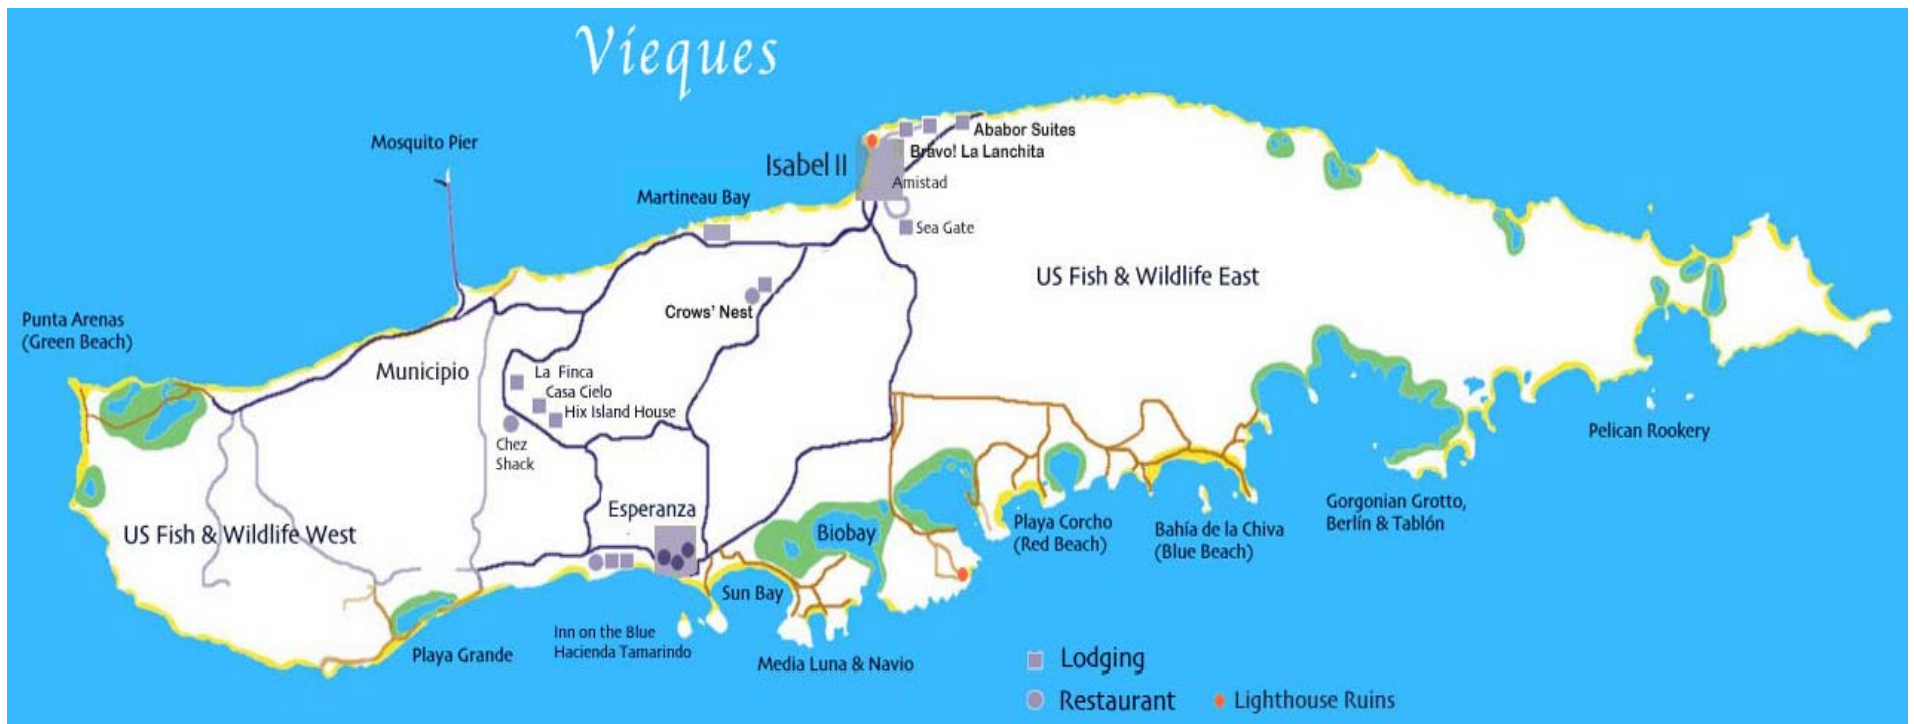 Vieques
Mosquito Pier
Isabel II
Ababor Suites
Bravo! La Lanchita
Amistad
Martineau Bay
Sea Gate
US Fish & Wildlife East
Crows' Nest
Punta Arenas
(Green Beach)
Municipio
La Finca
Casa Cielo
Hix Island House
Chez
Shack
Pelican Rookery
Esperanza
US Fish & Wildlife West
Biobay
Playa Corcho
(Red Beach)
Bahía de la Chiva
(Blue Beach)
Gorgonian Grotto,
Berlín & Tablón
Sun Bay
Inn on the Blue
Hacienda Tamarindo
Playa Grande
Media Luna & Navio
Lodging
Restaurant
Lighthouse Ruins